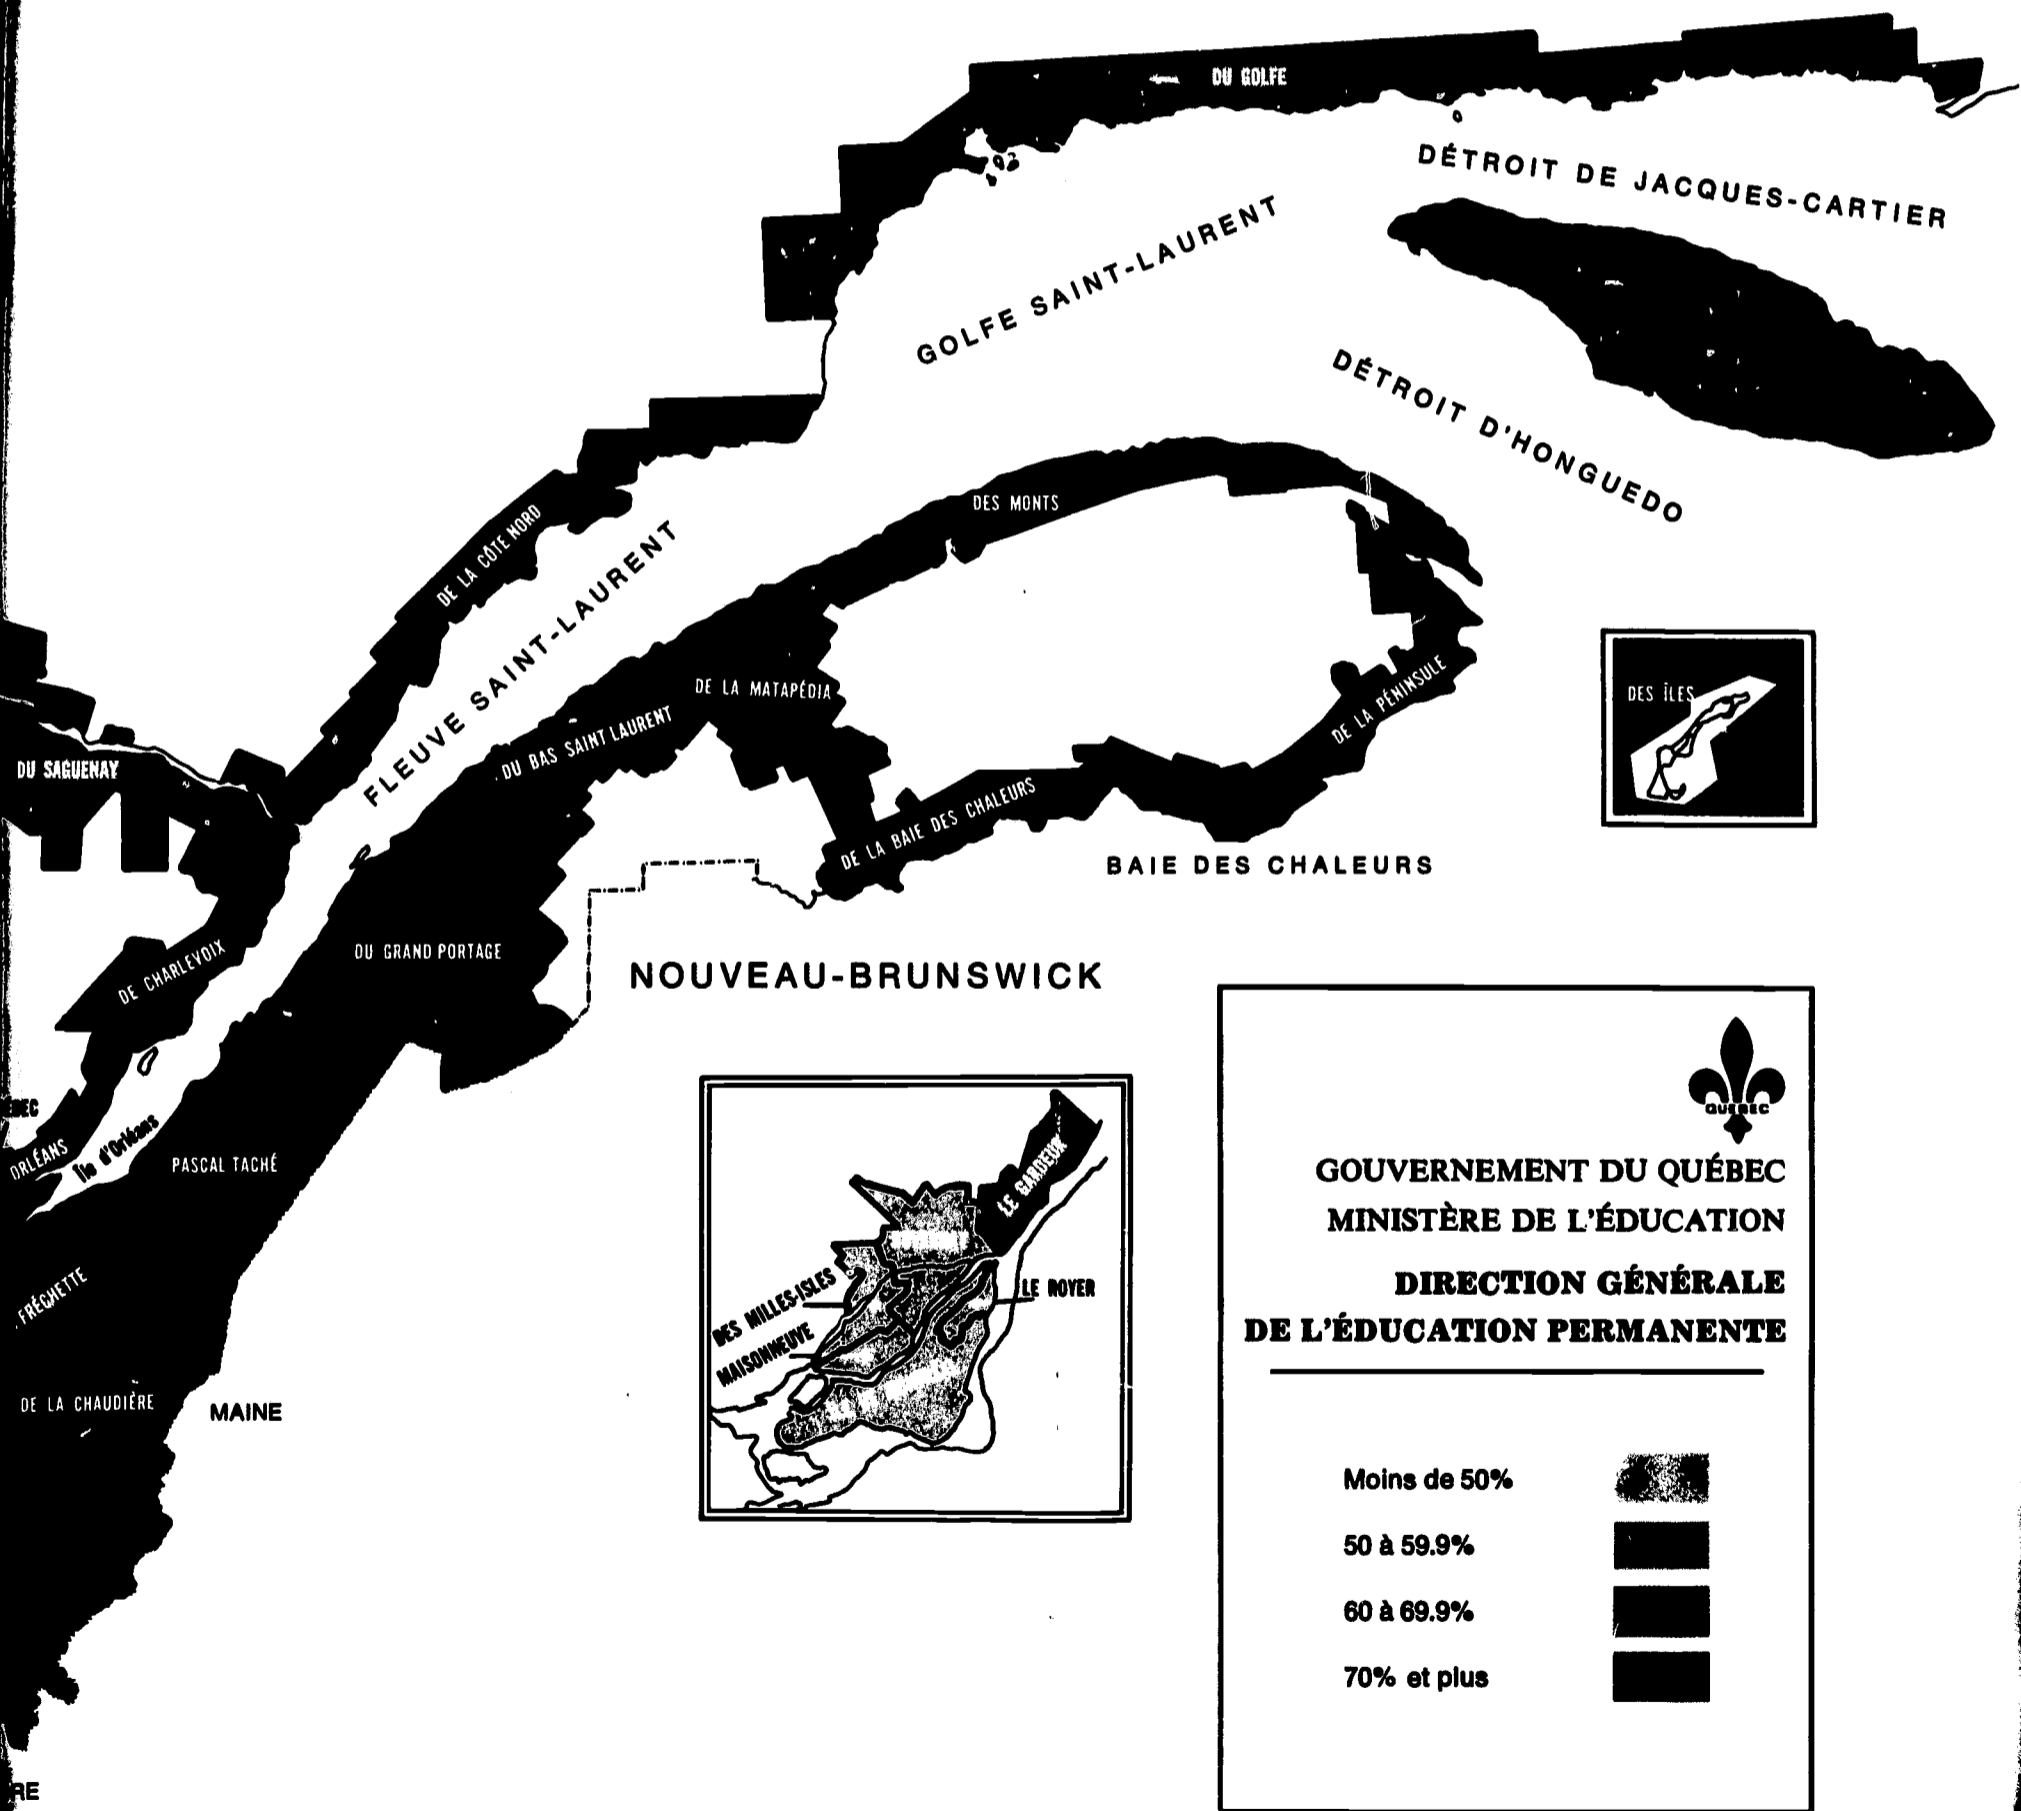 DU GOLFE
DÉTROIT DE JACQUES-CARTIER
GOLFE SAINT-LAURENT
DÉTROIT D'HONGUEDO
DES MONTS
DE LA CÔTE NORD
FLEUVE SAINT-LAURENT
DE LA MATAPÉDIA
DE LA PÉNINSULE
DES ÎLES
DU BAS SAINT LAURENT
DU SAGUENAY
DE LA BAIE DES CHALEURS
BAIE DES CHALEURS
DE CHARLEVOIX
DU GRAND PORTAGE
NOUVEAU-BRUNSWICK
ORLÉANS
Île d'Orléans
PASCAL TACHÉ
FRÉCHETTE
DE LA CHAUDIÈRE
MAINE
LE GARDEUR
DES MILLES-ISLES
LE ROYER
MAISONNEUVE
QUÉBEC
GOUVERNEMENT DU QUÉBEC
MINISTÈRE DE L'ÉDUCATION
DIRECTION GÉNÉRALE
DE L'ÉDUCATION PERMANENTE
Moins de 50%
50 à 59.9%
60 à 69.9%
70% et plus
RE